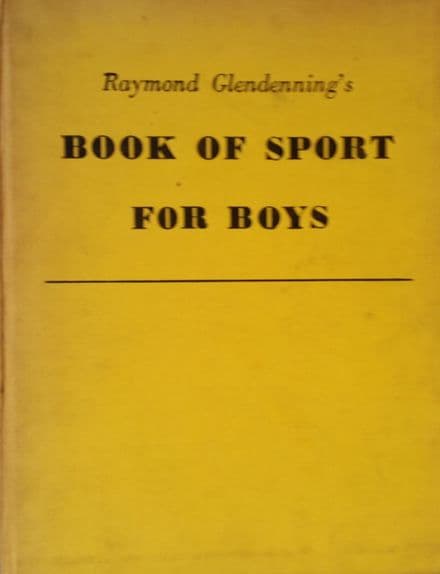 Raymond Glendenning's
BOOK OF SPORT
FOR BOYS